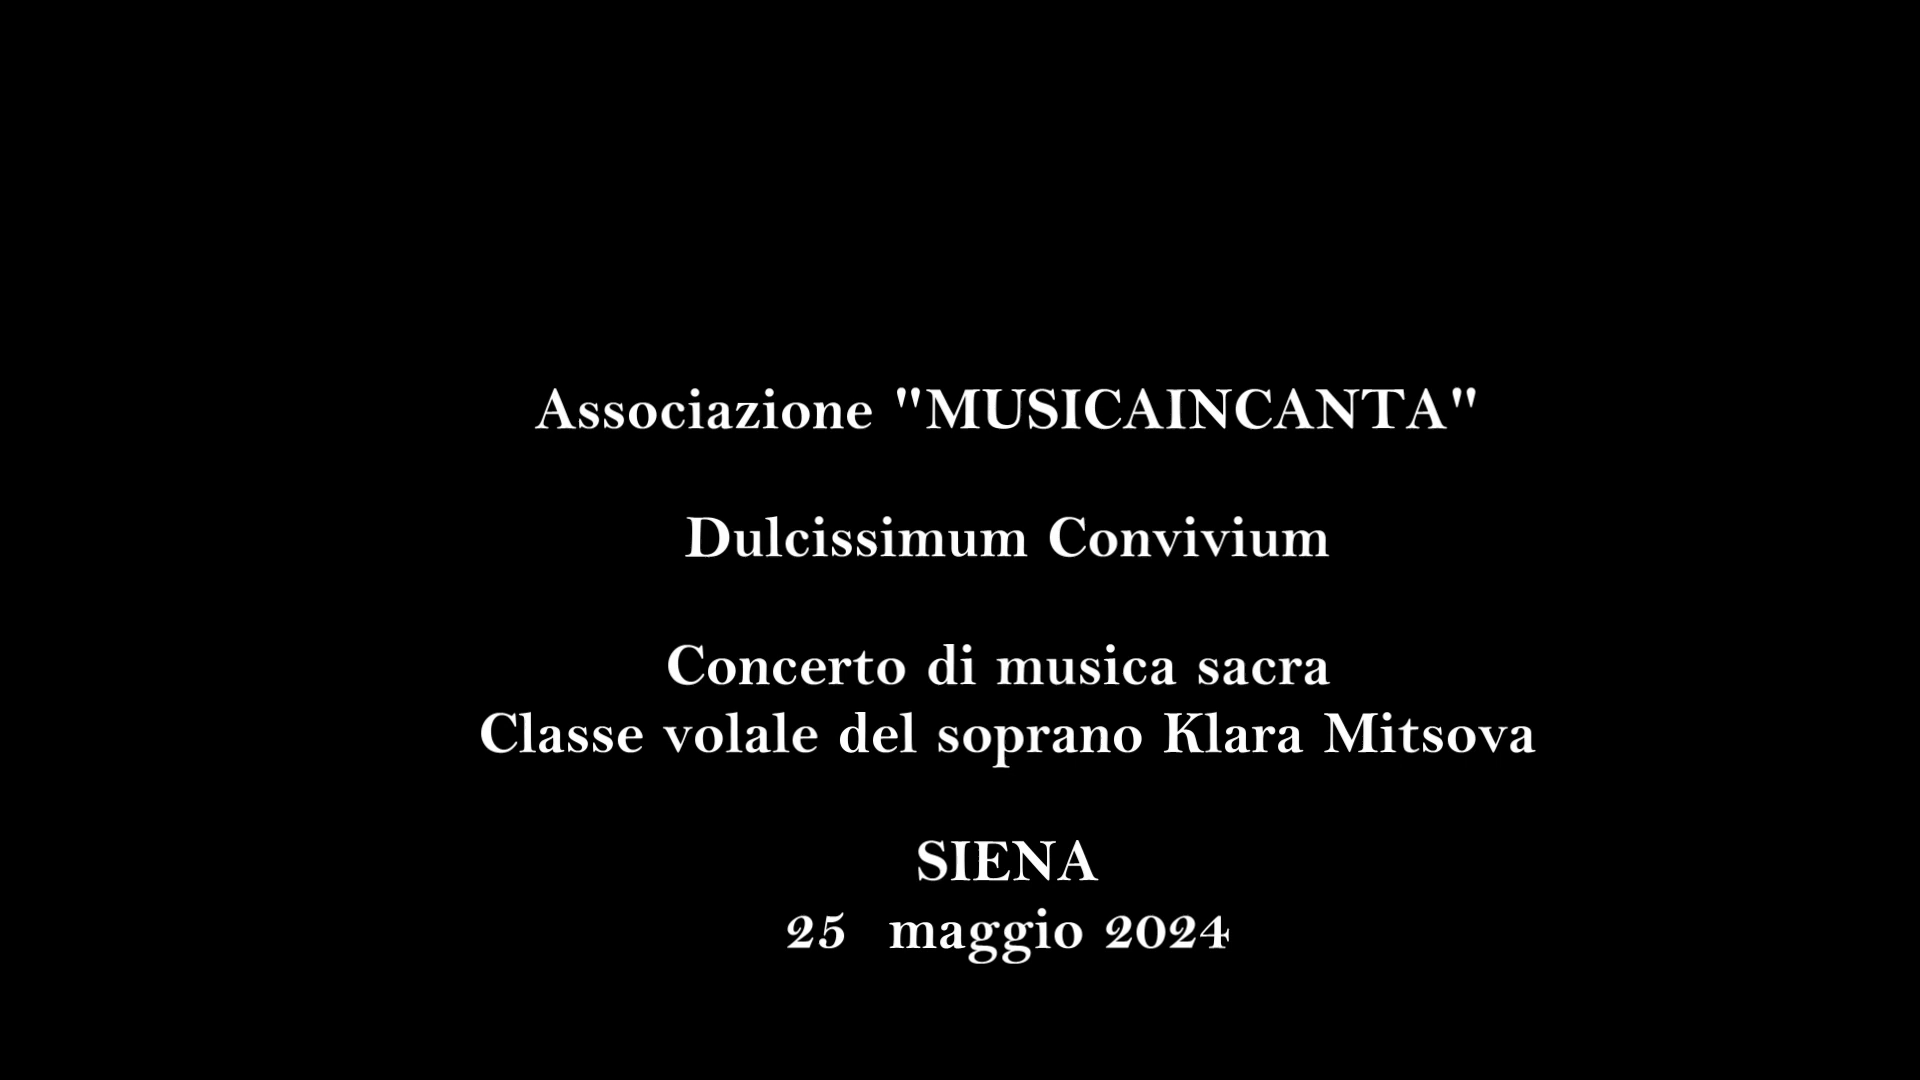 Associazione "MUSICAINCANTA"
Dulcissimum Convivium
Concerto di musica sacra
Classe volale del soprano Klara Mitsova
SIENA
25 maggio 2024